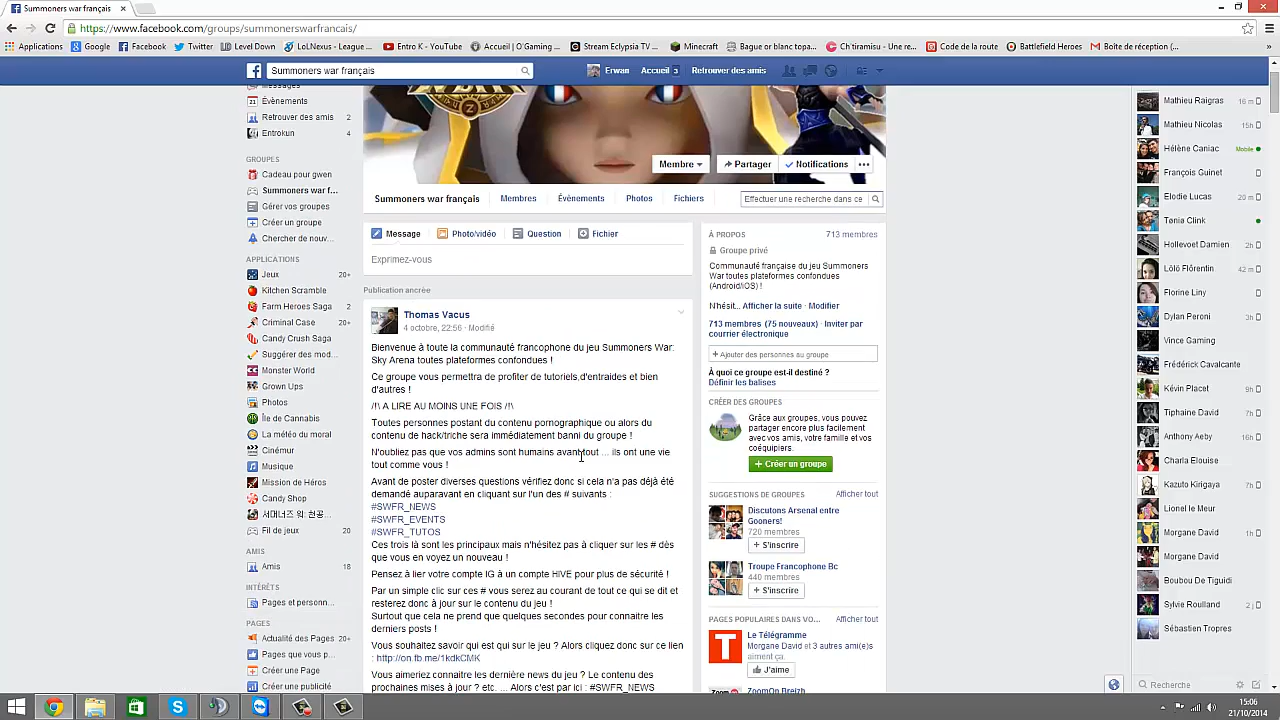 Summoners war français
https://www.facebook.com/groups/summonerswarfrancais/
Applications
Google
Facebook
Twitter
Level Down
LoLNexus - League ...
Entro K - YouTube
Accueil | O'Gaming ...
Stream Eclypsia TV ...
Minecraft
Bague or blanc topa...
Ch'tiramisu - Une re...
Code de la route
Battlefield Heroes
Boîte de réception (...
Summoners war français
Erwan
Accueil 3
Retrouver des amis
Messages
Évènements
Retrouver des amis 2
Entrokun 4
GROUPES
Cadeau pour gwen
Summoners war f...
Gérer vos groupes
Créer un groupe
Chercher de nouv...
APPLICATIONS
Jeux 20+
Kitchen Scramble
Farm Heroes Saga 2
Criminal Case 20+
Candy Crush Saga
Suggérer des mod...
Monster World
Grown Ups
Photos
Île de Cannabis
La météo du moral
Cinémur
Musique
Mission de Héros
Candy Shop
서머너즈 워: 천공...
Fil de jeux 20
AMIS
Amis 18
INTÉRÊTS
Pages et personn...
PAGES
Actualité des Pages 20+
Pages que vous p...
Créer une Page
Créer une publicité
Membre
Partager
Notifications
Summoners war français
Membres
Évènements
Photos
Fichiers
Effectuer une recherche dans ce
Message
Photo/vidéo
Question
Fichier
Exprimez-vous
Publication ancrée
Thomas Vacus
4 octobre, 22:56 · Modifié
Bienvenue à toute la communauté francophone du jeu Summoners War:
Sky Arena toutes plateformes confondues !
Ce groupe vous permettra de profiter de tutoriels,d'entraides et bien
d'autres !
/!\ A LIRE AU MOINS UNE FOIS /!\
Toutes personnes postant du contenu pornographique ou alors du
contenu de hack/triche sera immédiatement banni du groupe !
N'oubliez pas que vos admins sont humains avant tout ... ils ont une vie
tout comme vous !
Avant de poster diverses questions vérifiez donc si cela n'a pas déjà été
demandé auparavant en cliquant sur l'un des # suivants :
#SWFR_NEWS
#SWFR_EVENTS
#SWFR_TUTOS
Ces trois là sont les principaux mais n'hésitez pas à cliquer sur les # dès
que vous en voyez un nouveau !
Pensez à lier votre compte IG à un compte HIVE pour plus de sécurité !
Par un simple clic sur ces # vous serez au courant de tout ce qui se dit et
resterez donc à jour sur le contenu du jeu !
Surtout que cela ne prend que quelques secondes pour connaitre les
derniers posts !
Vous souhaitez savoir qui est qui sur le jeu ? Alors cliquez donc sur ce lien
: http://on.fb.me/1kdkCMK
Vous aimeriez connaitre les dernière news du jeu ? Le contenu des
prochaines mises à jour ? etc. ... Alors c'est par ici : #SWFR_NEWS
À PROPOS
713 membres
Groupe privé
Communauté française du jeu Summoners
War toutes plateformes confondues
(Android/iOS) !
N'hésit... Afficher la suite · Modifier
713 membres (75 nouveaux) · Inviter par
courrier électronique
+ Ajouter des personnes au groupe
À quoi ce groupe est-il destiné ?
Définir les balises
CRÉER DES GROUPES
Grâce aux groupes, vous pouvez
partager encore plus facilement
avec vos amis, votre famille et vos
coéquipiers.
+ Créer un groupe
SUGGESTIONS DE GROUPES
Afficher tout
Discutons Arsenal entre
Gooners!
720 membres
+ S'inscrire
Troupe Francophone Bc
440 membres
+ S'inscrire
PAGES POPULAIRES DANS VO...
Afficher tout
Le Télégramme
Morgane David et 3 autres ami(e)s
aiment ça.
J'aime
ZoomOn Breizh
Mathieu Raigras 16 m
Mathieu Nicolas 15h
Hélène Caniac Mobile
François Guinet
Elodie Lucas 20 m
Tania Clink
Hollevoet Damien 2h
Lólö Flòrentin 42 m
Florine Liny
Dylan Peroni 3h
Vince Gaming
Frédérick Cavalcante
Kévin Placet 9h
Tiphaine David 7h
Anthony Aeby 16h
Charla Elouise
Kazuto Kirigaya 7h
Lionel le Meur
Morgane David 1h
Morgane David
Boubou De Tiguidi
Sylvie Roulland 2 j
Sébastien Tropres
Recherche
15:06
21/10/2014